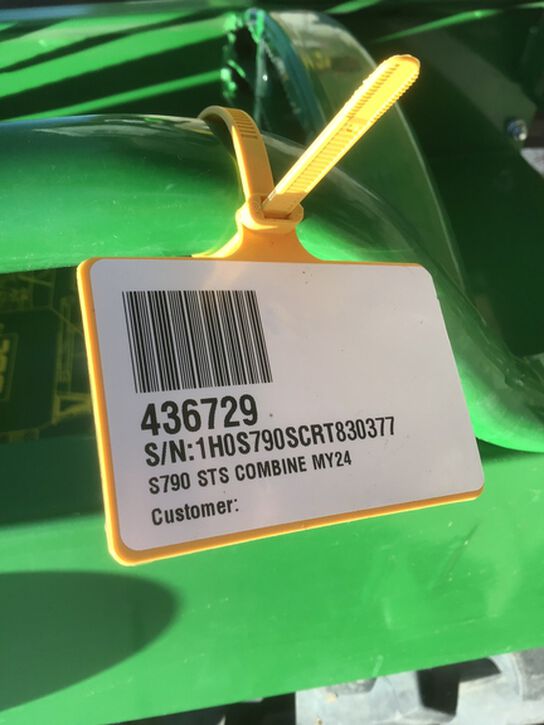 436729
S/N:1H0S790SCRT830377
S790 STS COMBINE MY24
Customer: